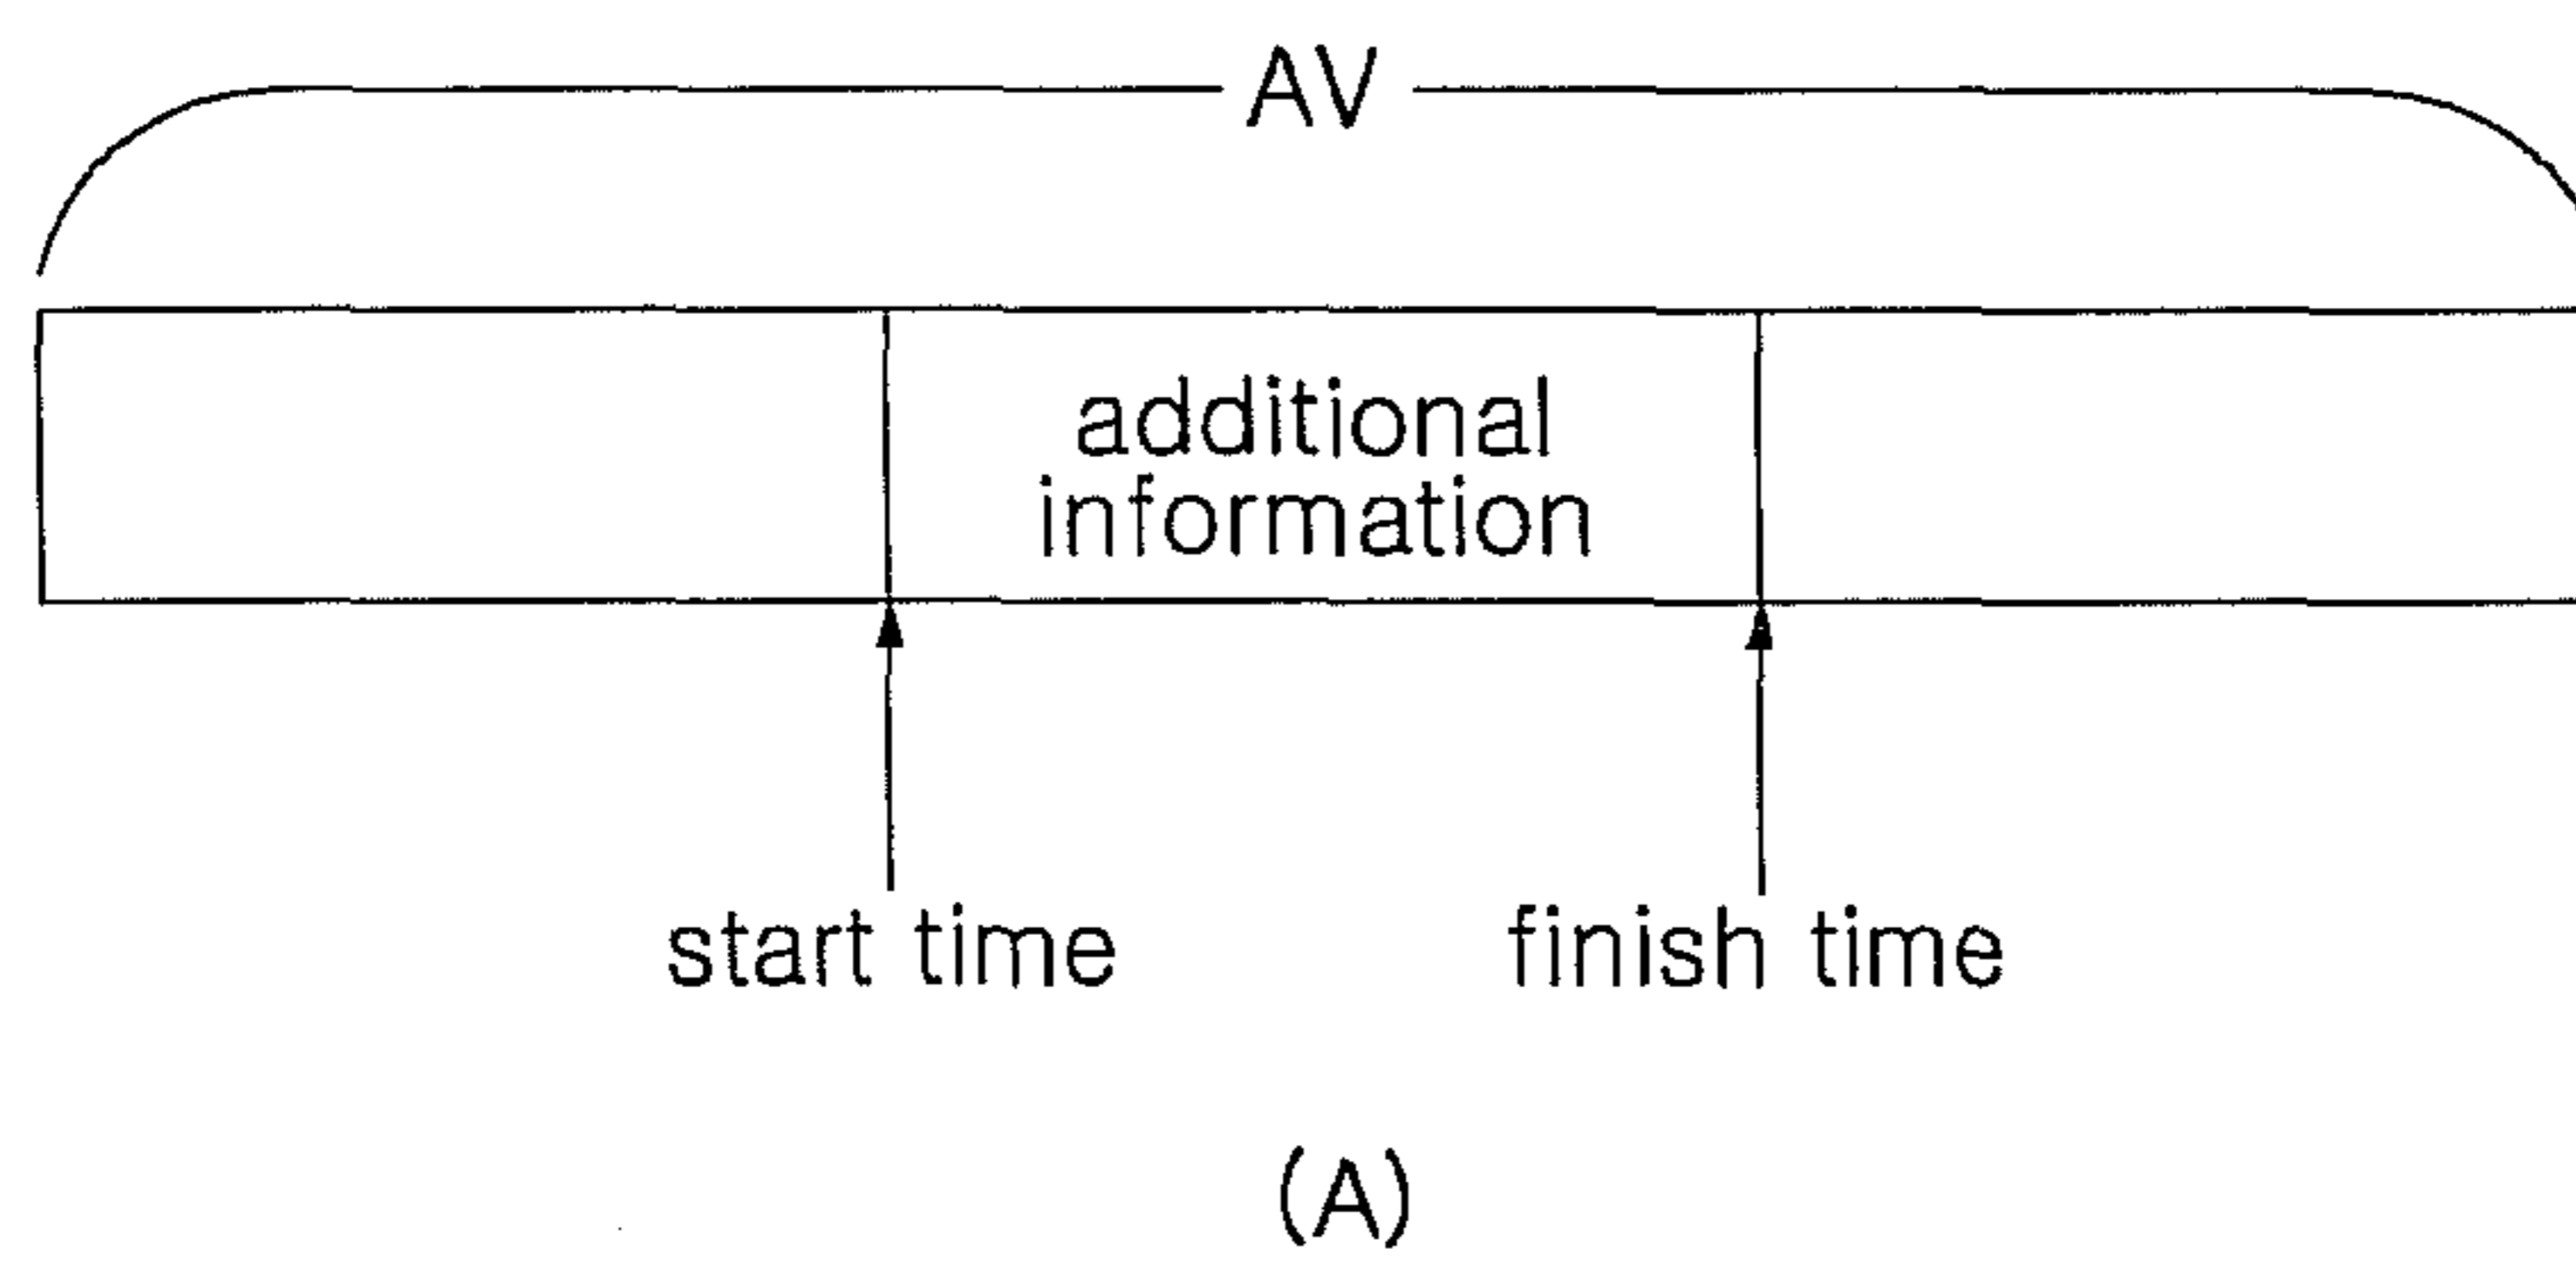 AV
additional
information
start time
finish time
(A)